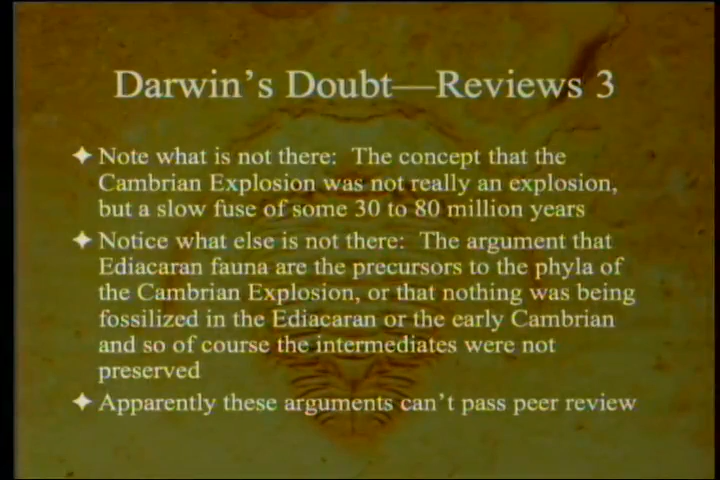 Darwin's Doubt—Reviews 3
Note what is not there: The concept that the
Cambrian Explosion was not really an explosion,
but a slow fuse of some 30 to 80 million years
Notice what else is not there: The argument that
Ediacaran fauna are the precursors to the phyla of
the Cambrian Explosion, or that nothing was being
fossilized in the Ediacaran or the early Cambrian
and so of course the intermediates were not
preserved
Apparently these arguments can't pass peer review